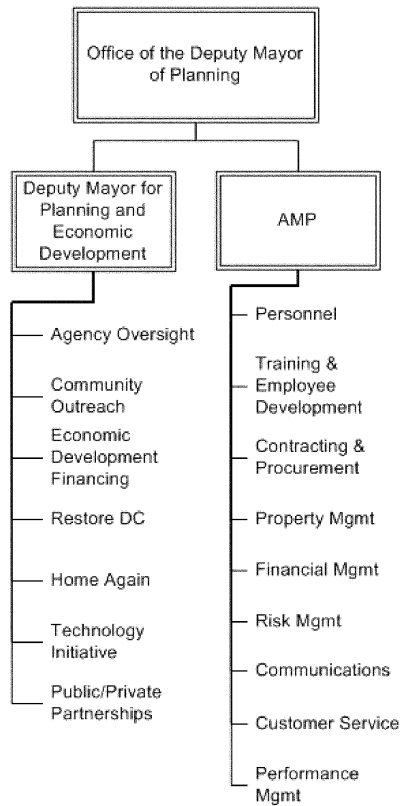 Office of the Deputy Mayor
of Planning
Deputy Mayor for
Planning and
Economic
Development
Agency Oversight
Community
Outreach
Economic
Development
Financing
Restore DC
Home Again
Technology
Initiative
Public/Private
Partnerships
AMP
Personnel
Training &
Employee
Development
Contracting &
Procurement
Property Mgmt
Financial Mgmt
Risk Mgmt
Communications
Customer Service
Performance
Mgmt